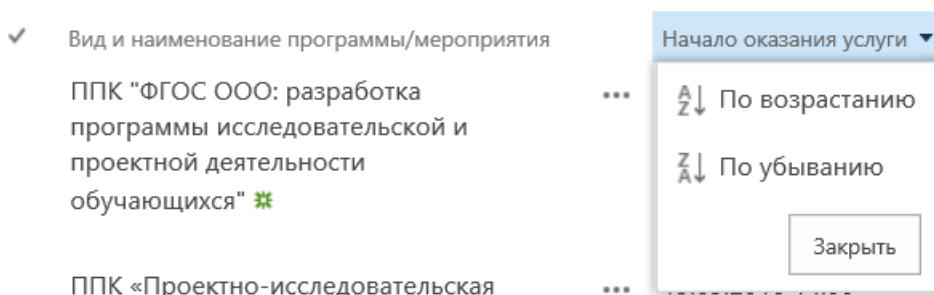 Вид и наименование программы/мероприятия
Начало оказания услуги
ППК "ФГОС ООО: разработка
программы исследовательской и
проектной деятельности
обучающихся"
По возрастанию
По убыванию
Закрыть
ППК «Проектно-исследовательская